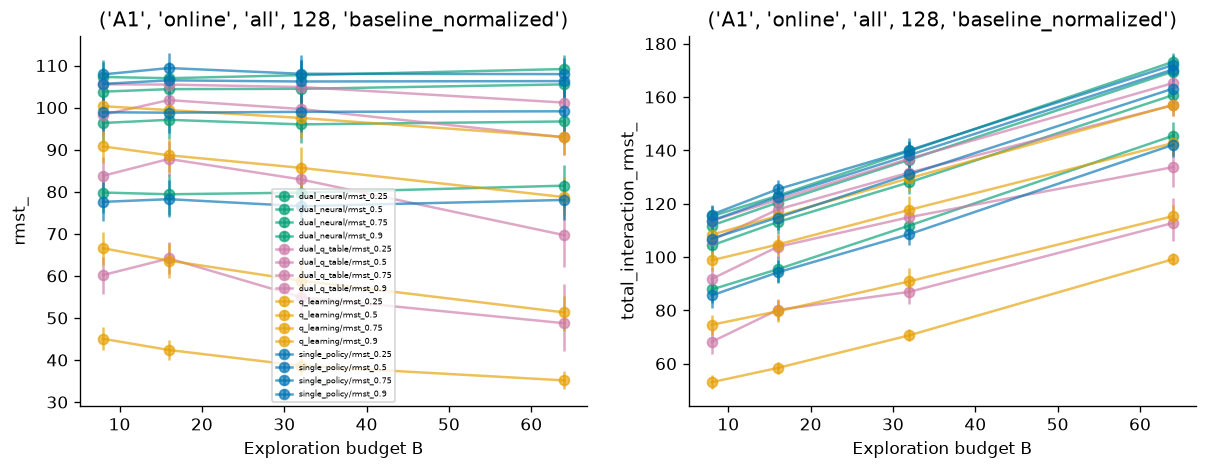 ('A1', 'online', 'all', 128, 'baseline_normalized')
110
100
90
80
70
60
50
40
30
rmst_
dual_neural/rmst_0.25
dual_neural/rmst_0.5
dual_neural/rmst_0.75
dual_neural/rmst_0.9
dual_q_table/rmst_0.25
dual_q_table/rmst_0.5
dual_q_table/rmst_0.75
dual_q_table/rmst_0.9
q_learning/rmst_0.25
q_learning/rmst_0.5
q_learning/rmst_0.75
q_learning/rmst_0.9
single_policy/rmst_0.25
single_policy/rmst_0.5
single_policy/rmst_0.75
single_policy/rmst_0.9
10 20 30 40 50 60
Exploration budget B
('A1', 'online', 'all', 128, 'baseline_normalized')
180
160
140
120
100
80
60
total_interaction_rmst_
10 20 30 40 50 60
Exploration budget B